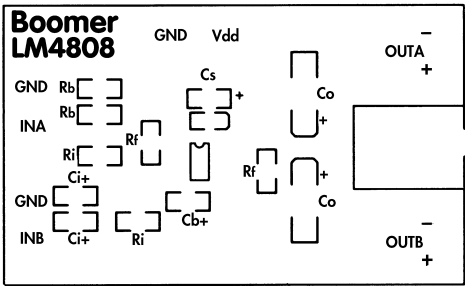 Boomer
LM4808
GND Vdd
OUTA
−
+
Cs
+
GND Rb
Rb
Co
+
INA
Rf
Ri
Ci+
Rf
+
GND
Co
Cb+
INB Ci+ Ri
OUTB
−
+